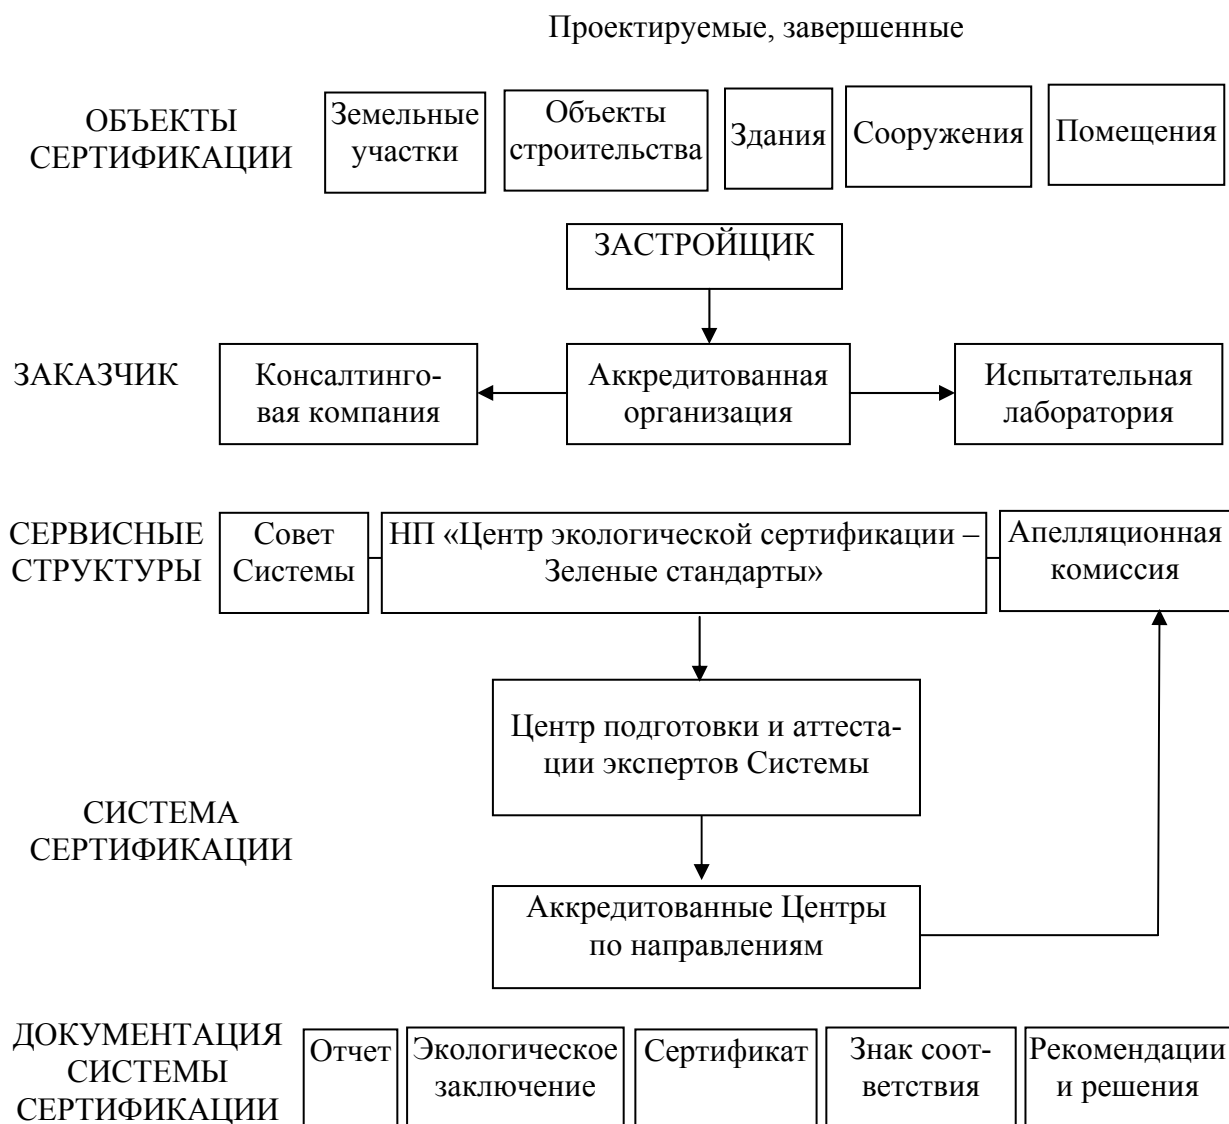 Проектируемые, завершенные
ОБЪЕКТЫ
СЕРТИФИКАЦИИ
Земельные
участки
Объекты
строительства
Здания
Сооружения
Помещения
ЗАСТРОЙЩИК
ЗАКАЗЧИК
Консалтинго-
вая компания
Аккредитованная
организация
Испытательная
лаборатория
СЕРВИСНЫЕ
СТРУКТУРЫ
Совет
Системы
НП «Центр экологической сертификации –
Зеленые стандарты»
Апелляционная
комиссия
Центр подготовки и аттеста-
ции экспертов Системы
СИСТЕМА
СЕРТИФИКАЦИИ
Аккредитованные Центры
по направлениям
ДОКУМЕНТАЦИЯ
СИСТЕМЫ
СЕРТИФИКАЦИИ
Отчет
Экологическое
заключение
Сертификат
Знак соот-
ветствия
Рекомендации
и решения